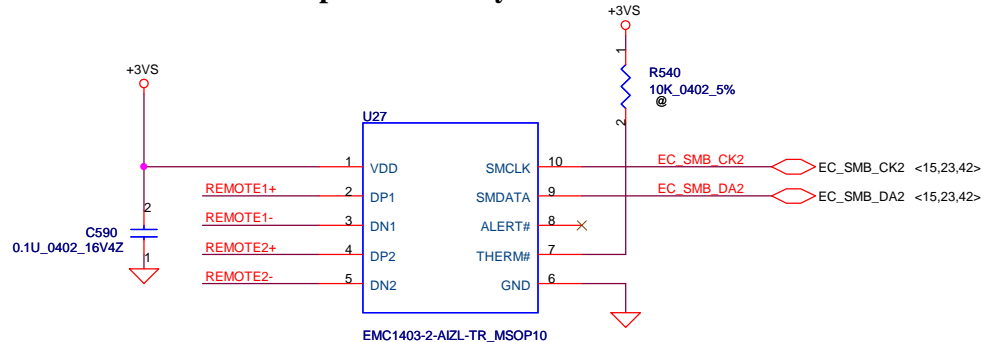 +3VS
+3VS
R540
10K_0402_5%
@
1
2
U27
1 VDD SMCLK 10 EC_SMB_CK2 EC_SMB_CK2 <15,23,42>
REMOTE1+ 2 DP1 SMDATA 9 EC_SMB_DA2 EC_SMB_DA2 <15,23,42>
REMOTE1- 3 DN1 ALERT# 8
REMOTE2+ 4 DP2 THERM# 7
REMOTE2- 5 DN2 GND 6
2
C590
0.1U_0402_16V4Z
1
EMC1403-2-AIZL-TR_MSOP10